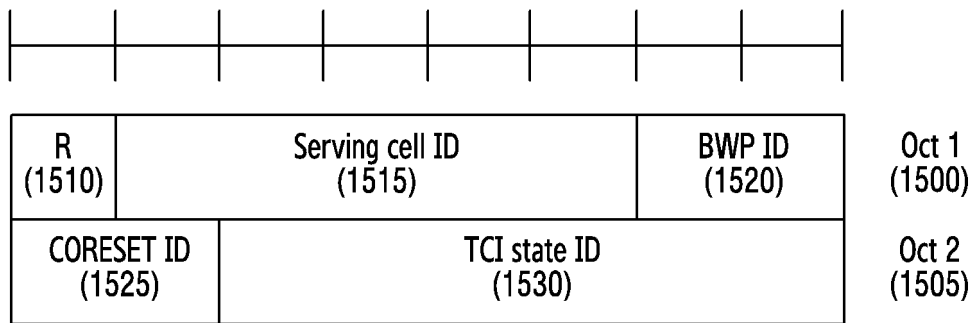 R Serving cell ID BWP ID Oct 1
(1510) (1515) (1520) (1500)
CORESET ID TCI state ID Oct 2
(1525) (1530) (1505)